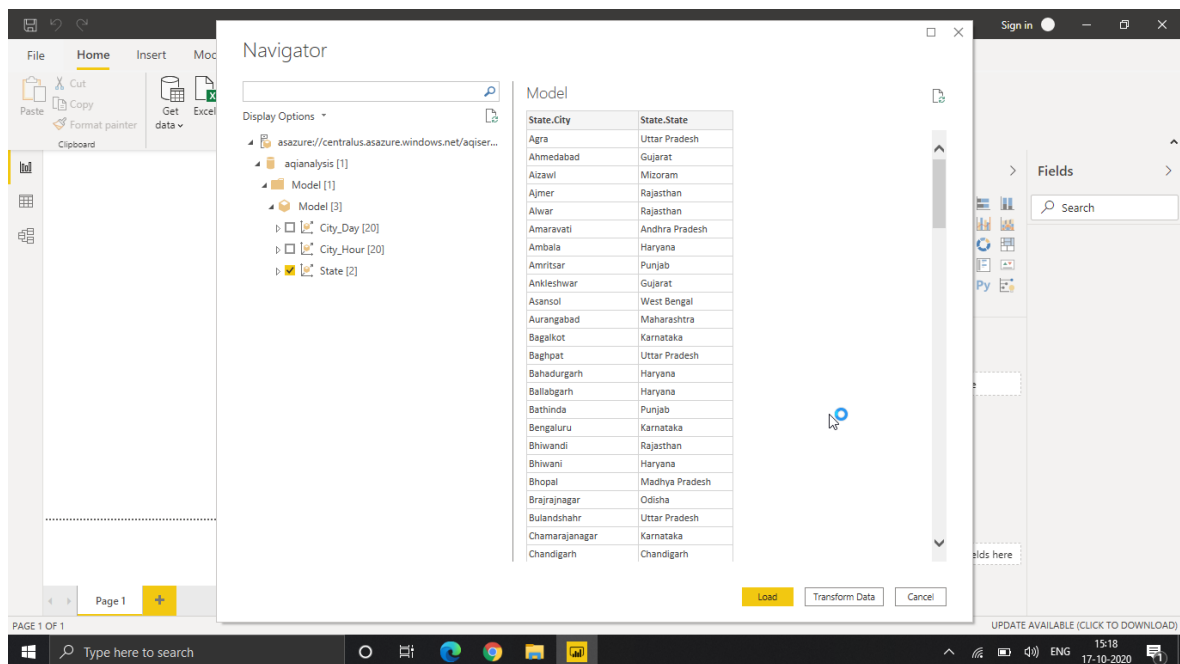 Sign in
File Home Insert Mod
Navigator
Cut
Copy
Format painter
Paste
Get data
Excel
Clipboard
Display Options
asazure://centralus.asazure.windows.net/aqiser...
aqianalysis [1]
Model [1]
Model [3]
City_Day [20]
City_Hour [20]
State [2]
Model
State.City State.State
Agra Uttar Pradesh
Ahmedabad Gujarat
Aizawl Mizoram
Ajmer Rajasthan
Alwar Rajasthan
Amaravati Andhra Pradesh
Ambala Haryana
Amritsar Punjab
Ankleshwar Gujarat
Asansol West Bengal
Aurangabad Maharashtra
Bagalkot Karnataka
Baghpat Uttar Pradesh
Bahadurgarh Haryana
Ballabgarh Haryana
Bathinda Punjab
Bengaluru Karnataka
Bhiwandi Rajasthan
Bhiwani Haryana
Bhopal Madhya Pradesh
Brajrajnagar Odisha
Bulandshahr Uttar Pradesh
Chamarajanagar Karnataka
Chandigarh Chandigarh
Load Transform Data Cancel
Fields
Search
Py
elds here
Page 1
PAGE 1 OF 1
UPDATE AVAILABLE (CLICK TO DOWNLOAD)
Type here to search
ENG
15:18
17-10-2020